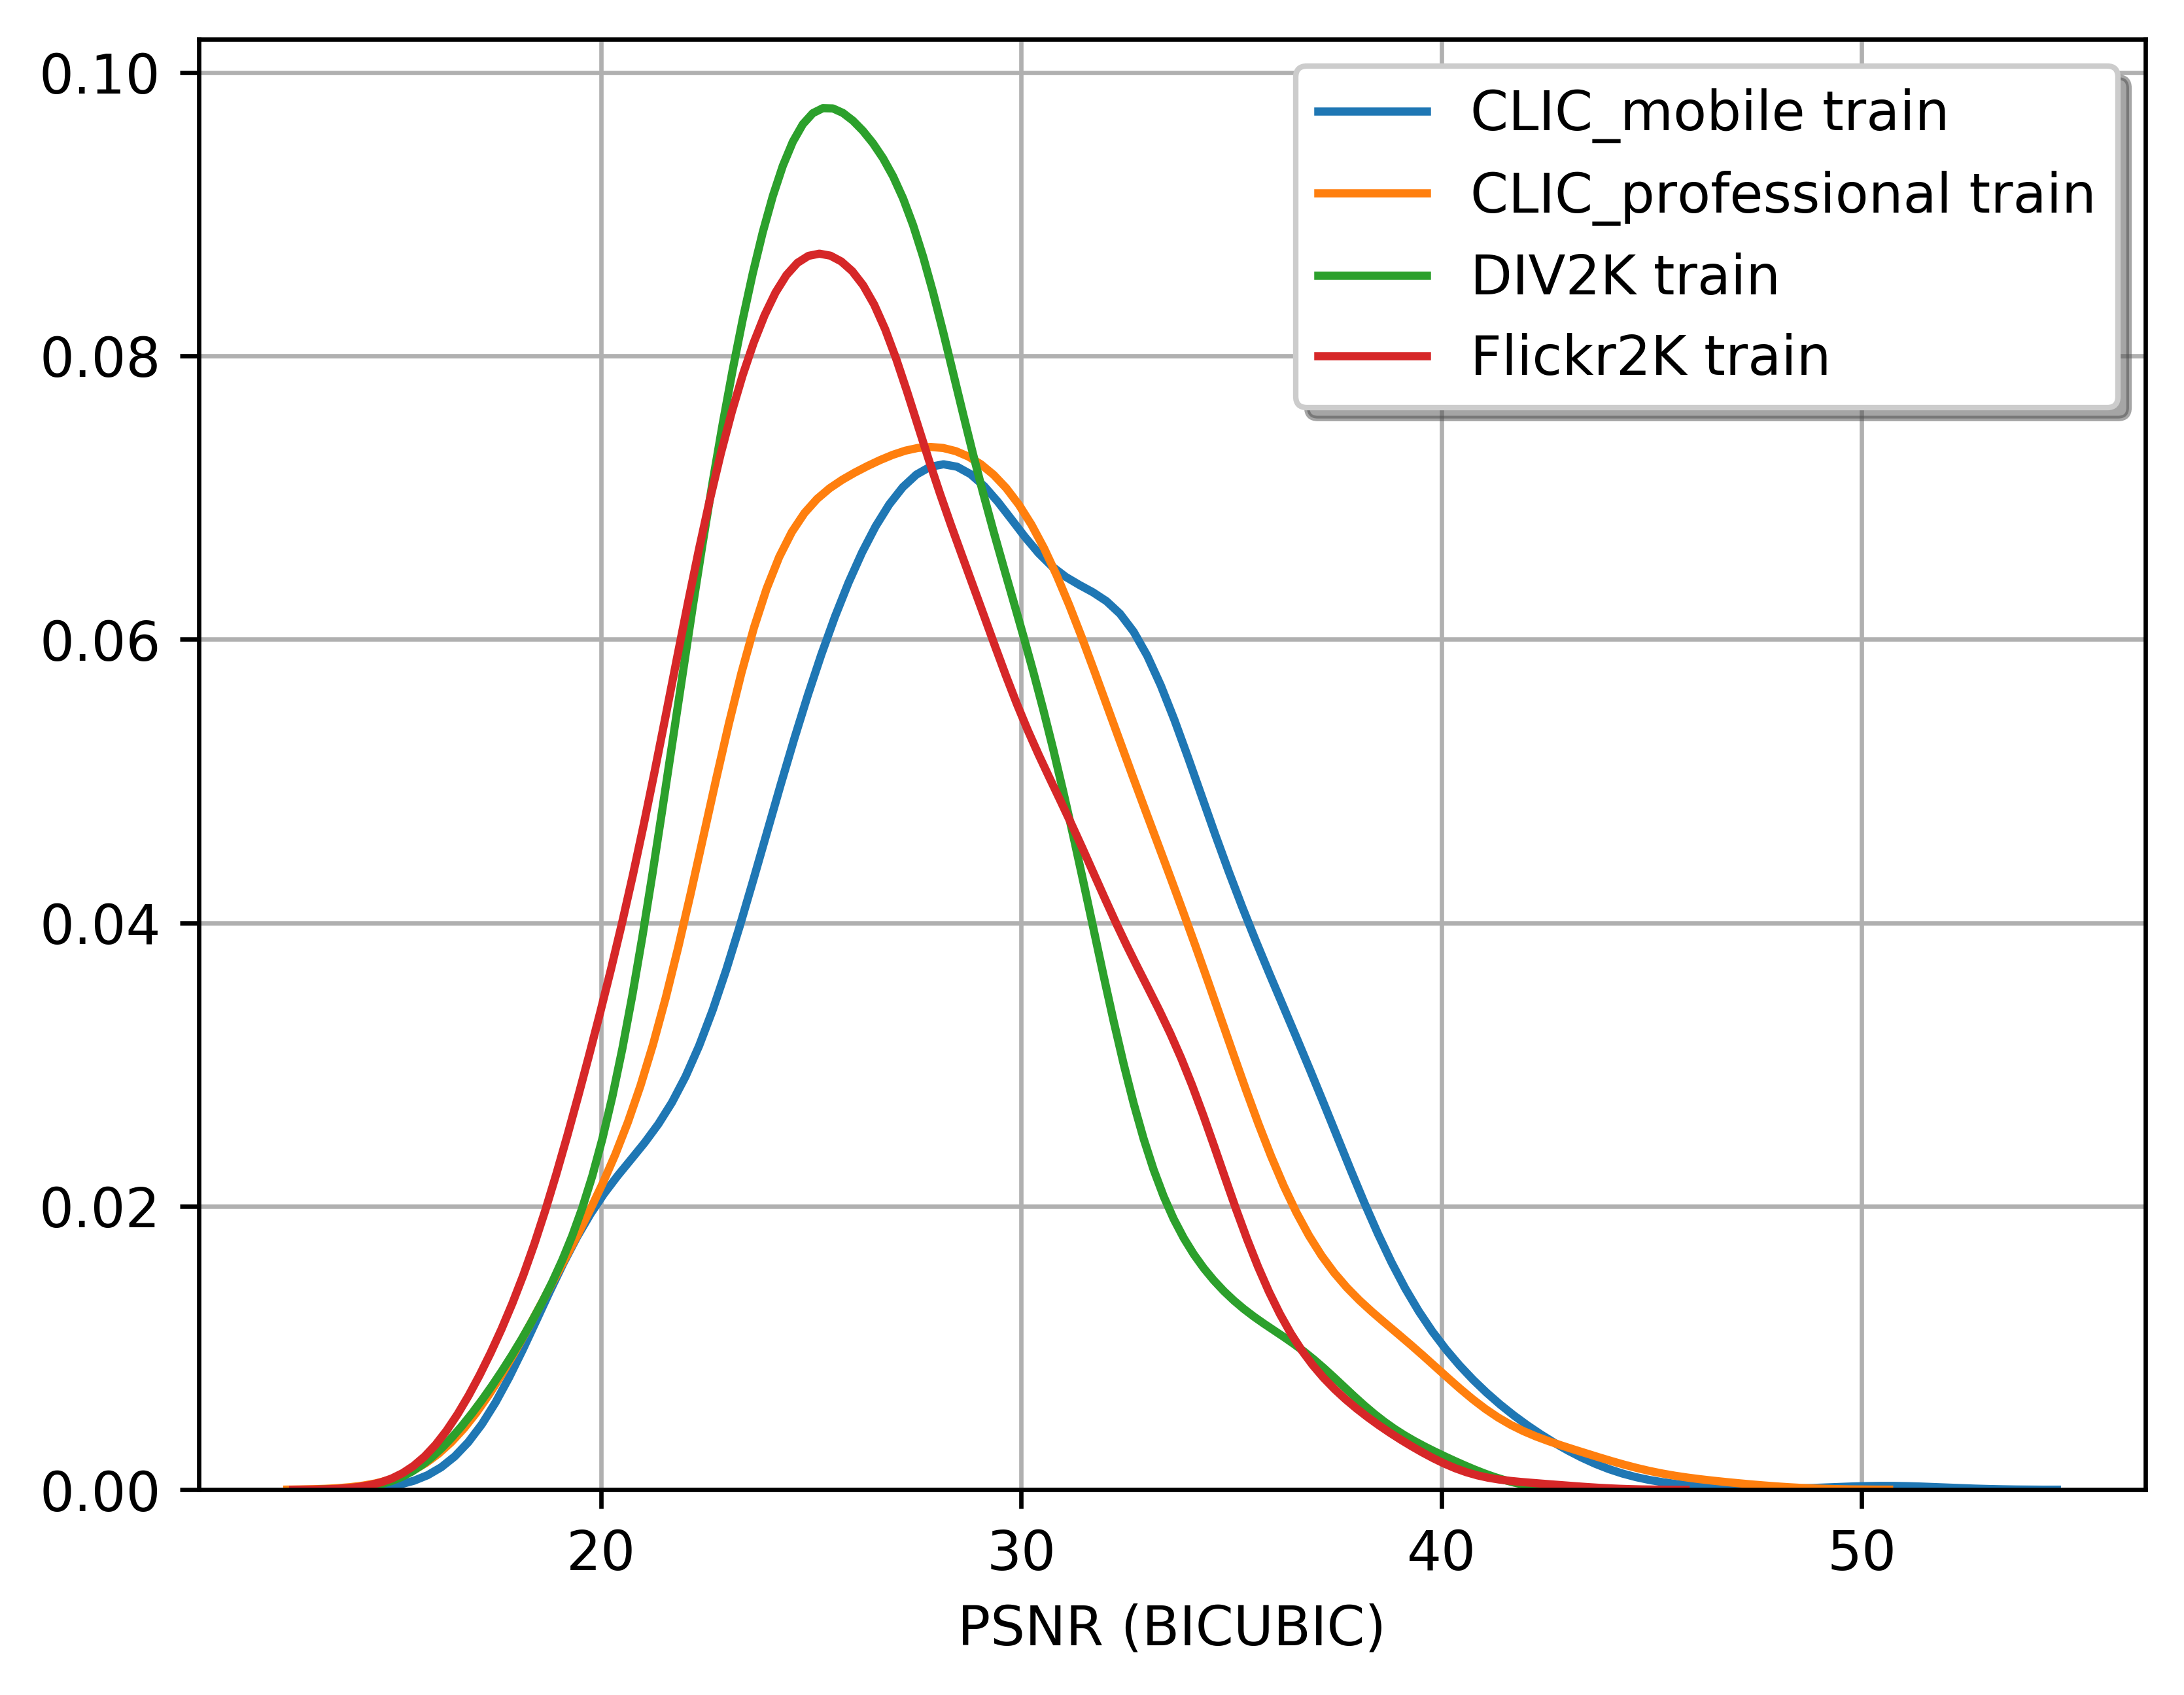 0.10
0.08
0.06
0.04
0.02
0.00
20 30 40 50
PSNR (BICUBIC)
CLIC_mobile train
CLIC_professional train
DIV2K train
Flickr2K train